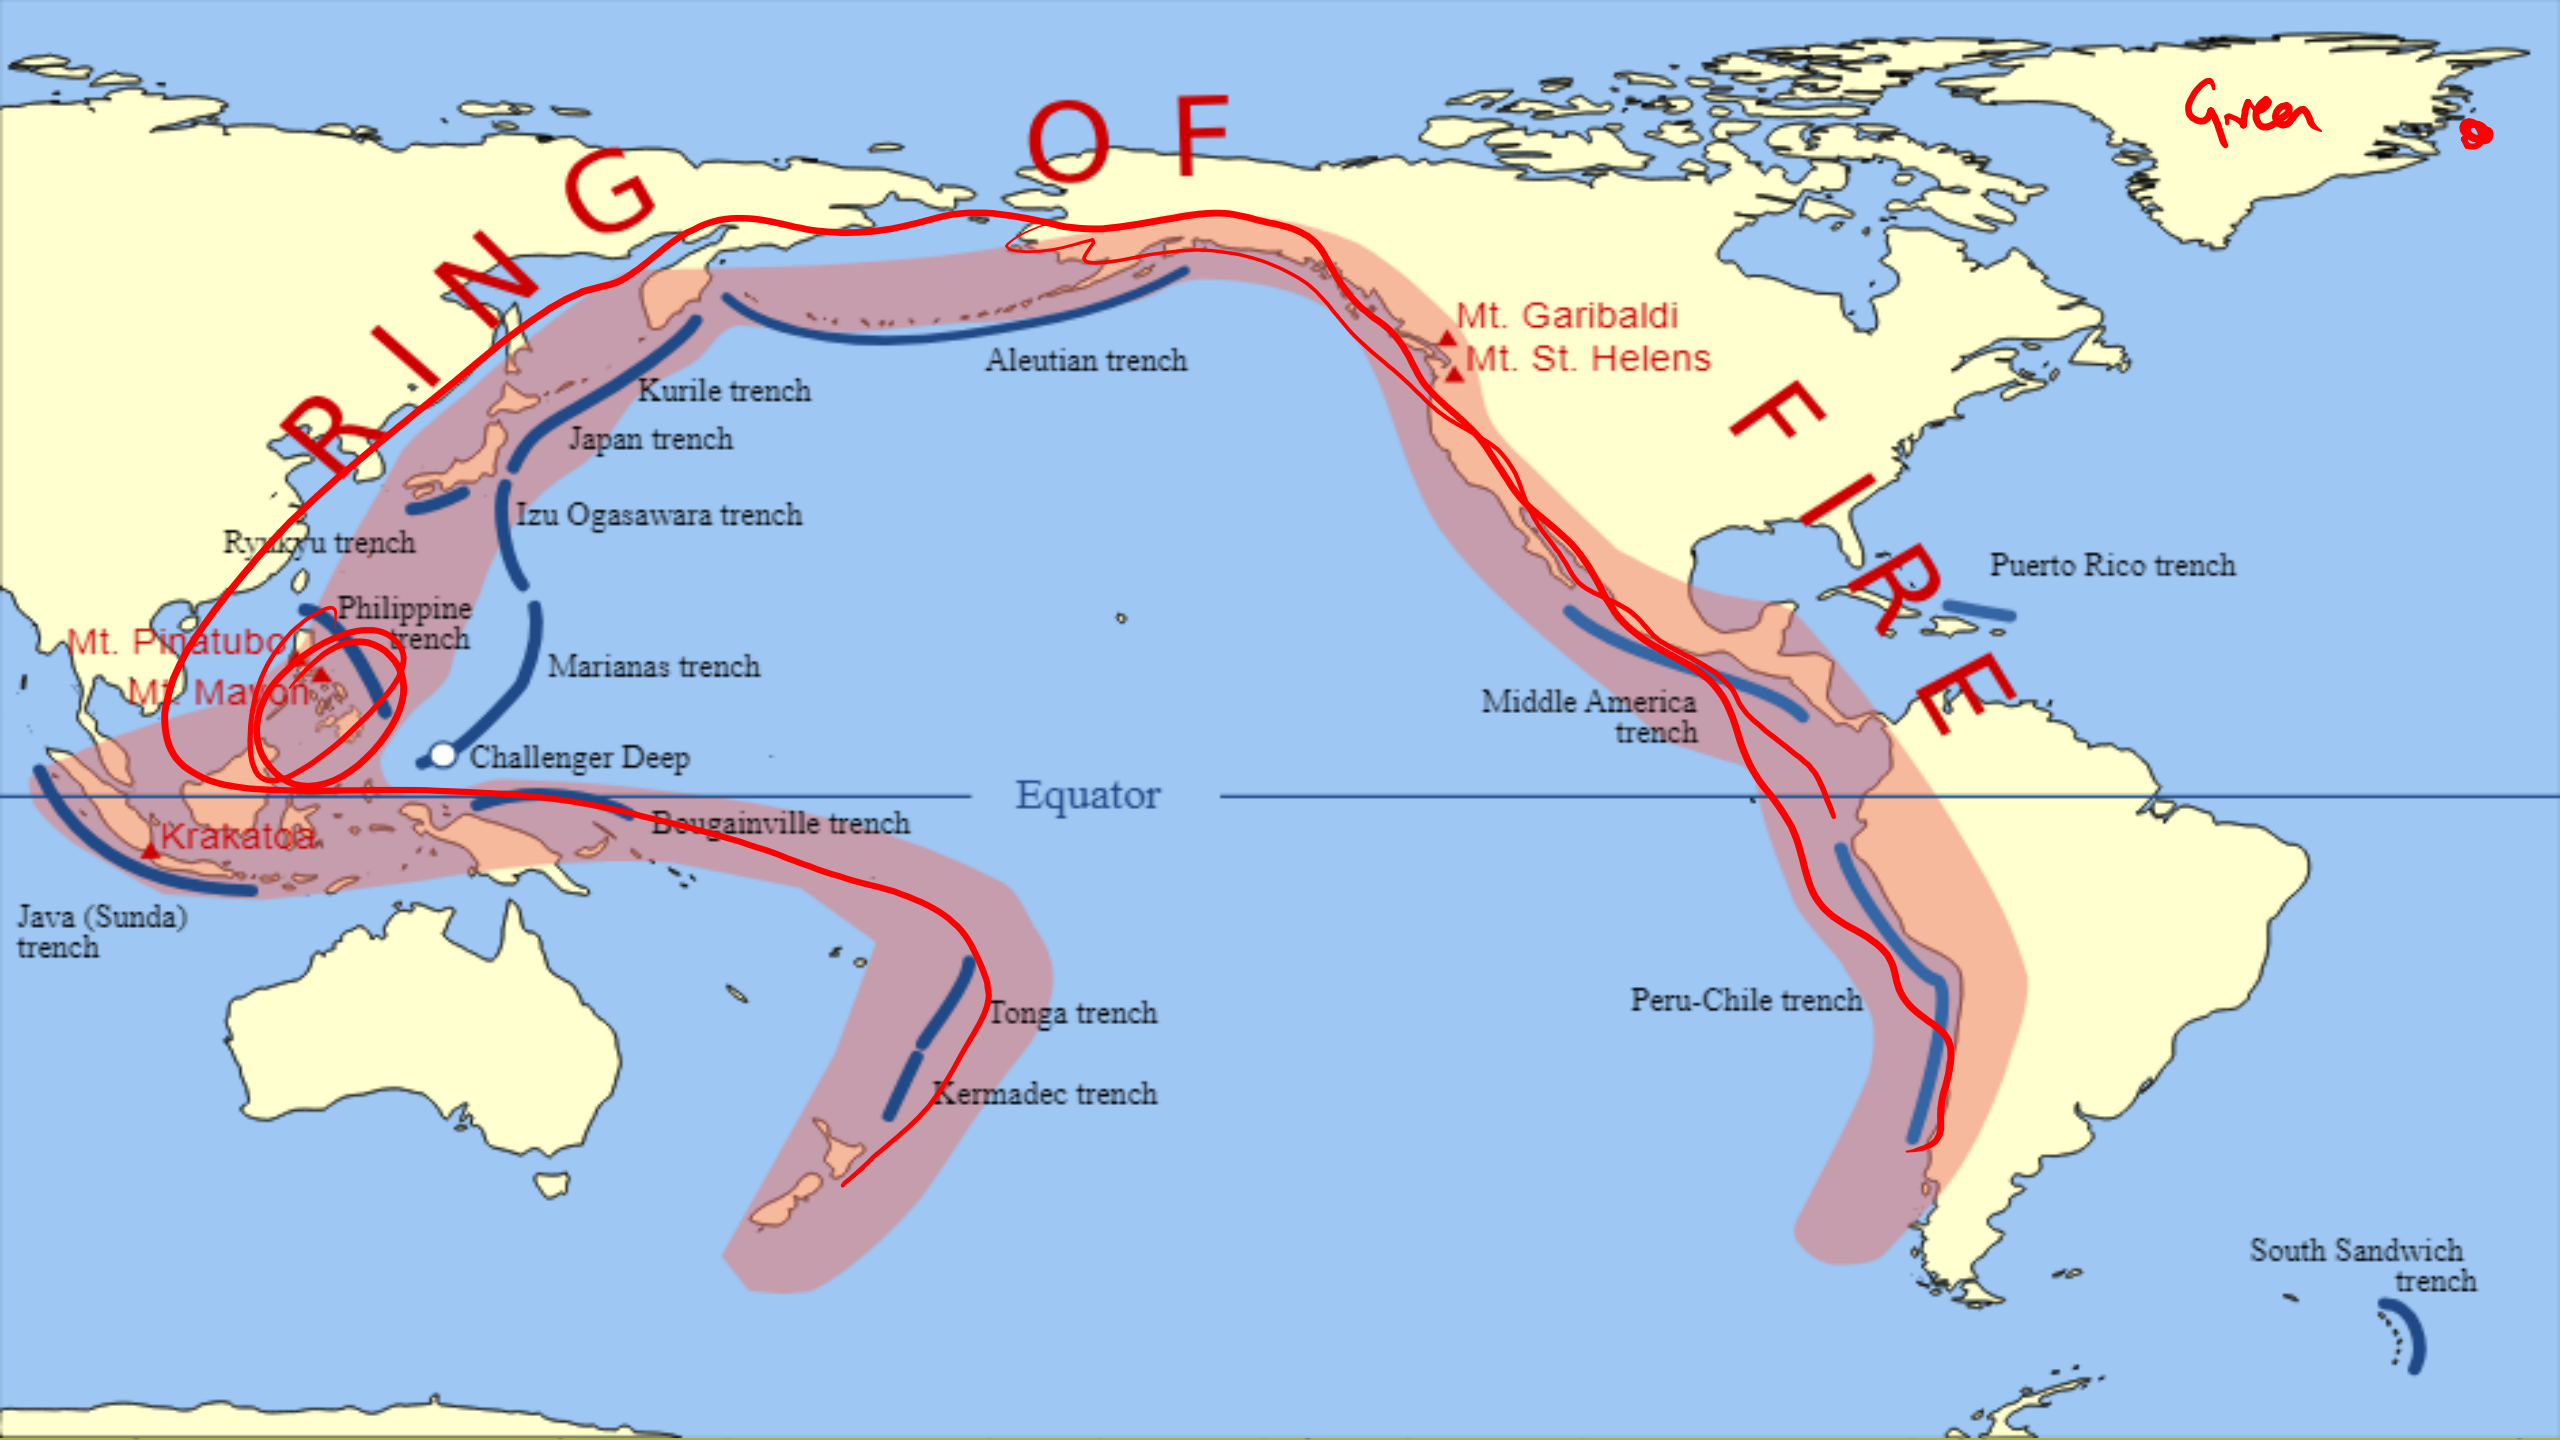 RING OF FIRE
Green
Mt. Garibaldi
Mt. St. Helens
Aleutian trench
Kurile trench
Japan trench
Izu Ogasawara trench
Ryukyu trench
Puerto Rico trench
Philippine
trench
Mt. Pinatubo
Mt. Mayon
Marianas trench
Middle America
trench
Challenger Deep
Equator
Bougainville trench
Krakatoa
Java (Sunda)
trench
Tonga trench
Peru-Chile trench
Kermadec trench
South Sandwich
trench